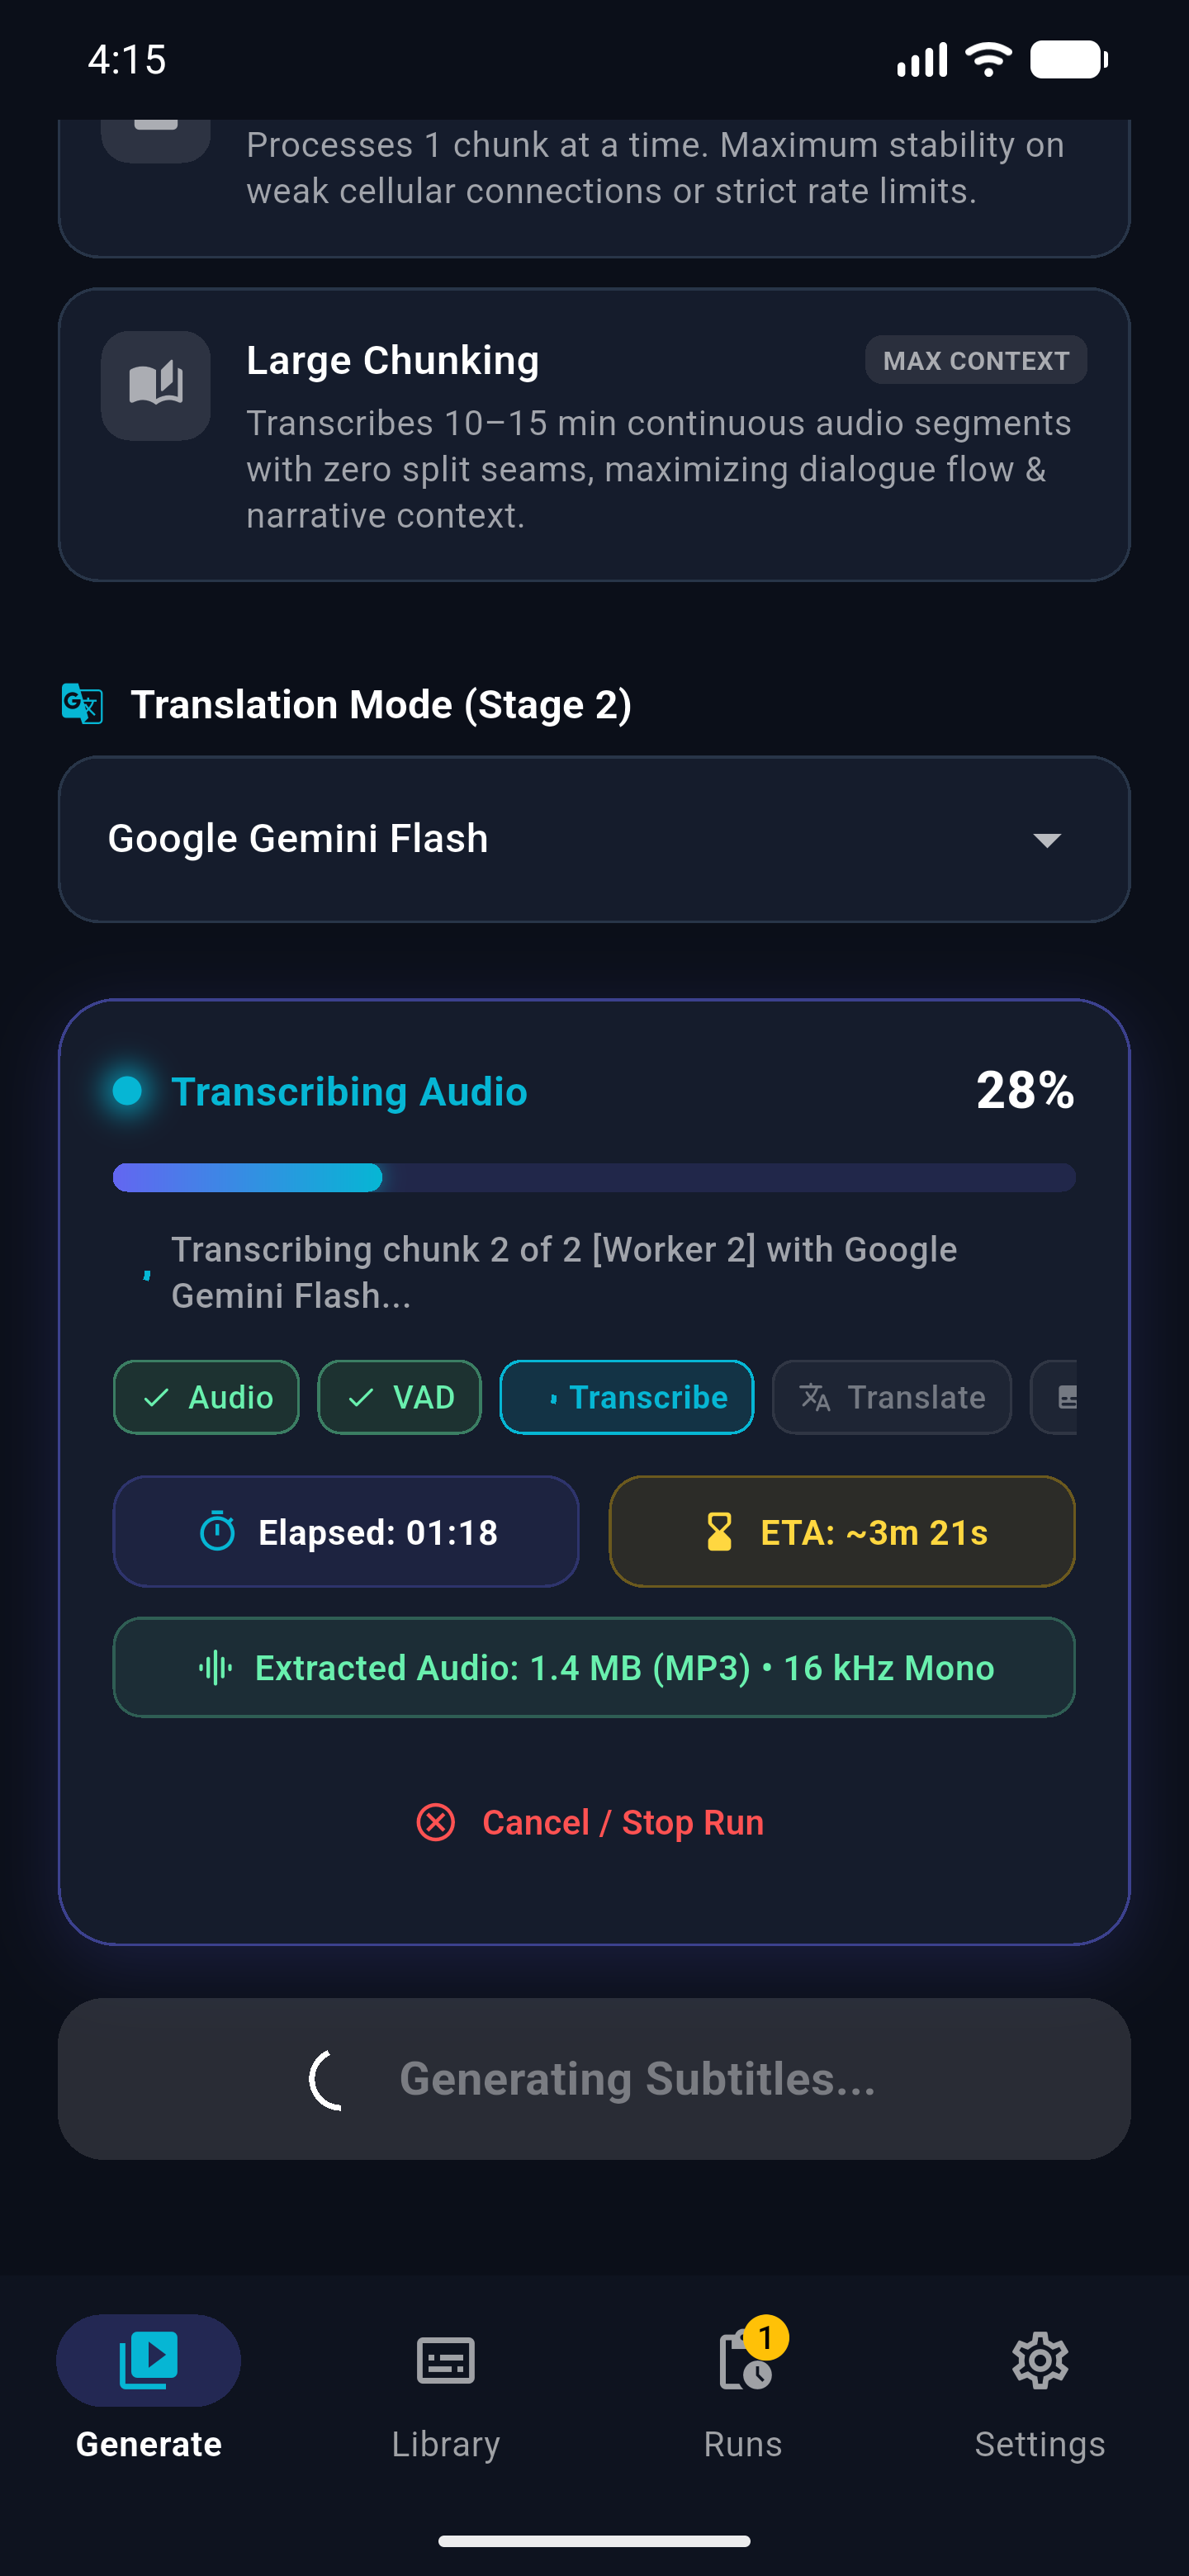 4:15
Processes 1 chunk at a time. Maximum stability on
weak cellular connections or strict rate limits.
Large Chunking
MAX CONTEXT
Transcribes 10–15 min continuous audio segments
with zero split seams, maximizing dialogue flow &
narrative context.
Translation Mode (Stage 2)
Google Gemini Flash
Transcribing Audio
28%
Transcribing chunk 2 of 2 [Worker 2] with Google
Gemini Flash...
Audio
VAD
Transcribe
Translate
Elapsed: 01:18
ETA: ~3m 21s
Extracted Audio: 1.4 MB (MP3) • 16 kHz Mono
Cancel / Stop Run
Generating Subtitles...
1
Generate
Library
Runs
Settings